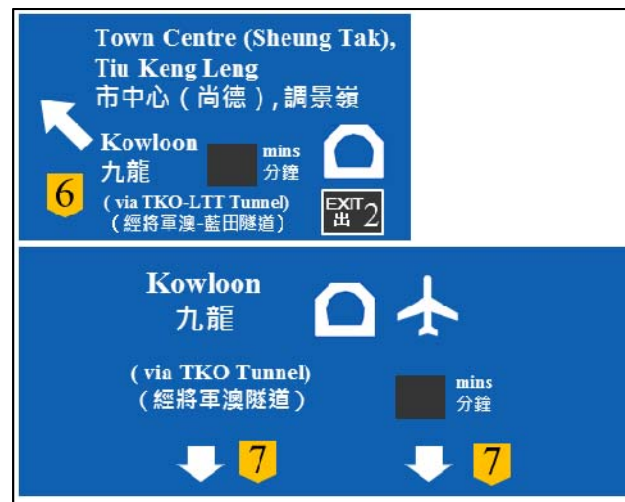 Town Centre (Sheung Tak),
Tiu Keng Leng
市中心（尚德）,調景嶺
Kowloon
九龍
mins
分鐘
6
( via TKO-LTT Tunnel)
（經將軍澳-藍田隧道）
EXIT 2
出
Kowloon
九龍
( via TKO Tunnel)
（經將軍澳隧道）
mins
分鐘
7
7